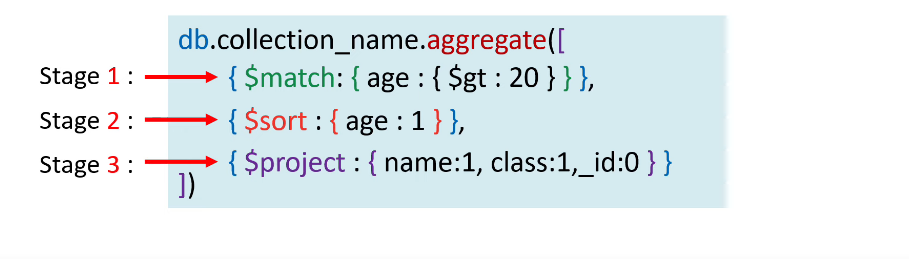 db.collection_name.aggregate([
Stage 1 : { $match: { age : { $gt : 20 } } },
Stage 2 : { $sort : { age : 1 } },
Stage 3 : { $project : { name:1, class:1,_id:0 } }
])